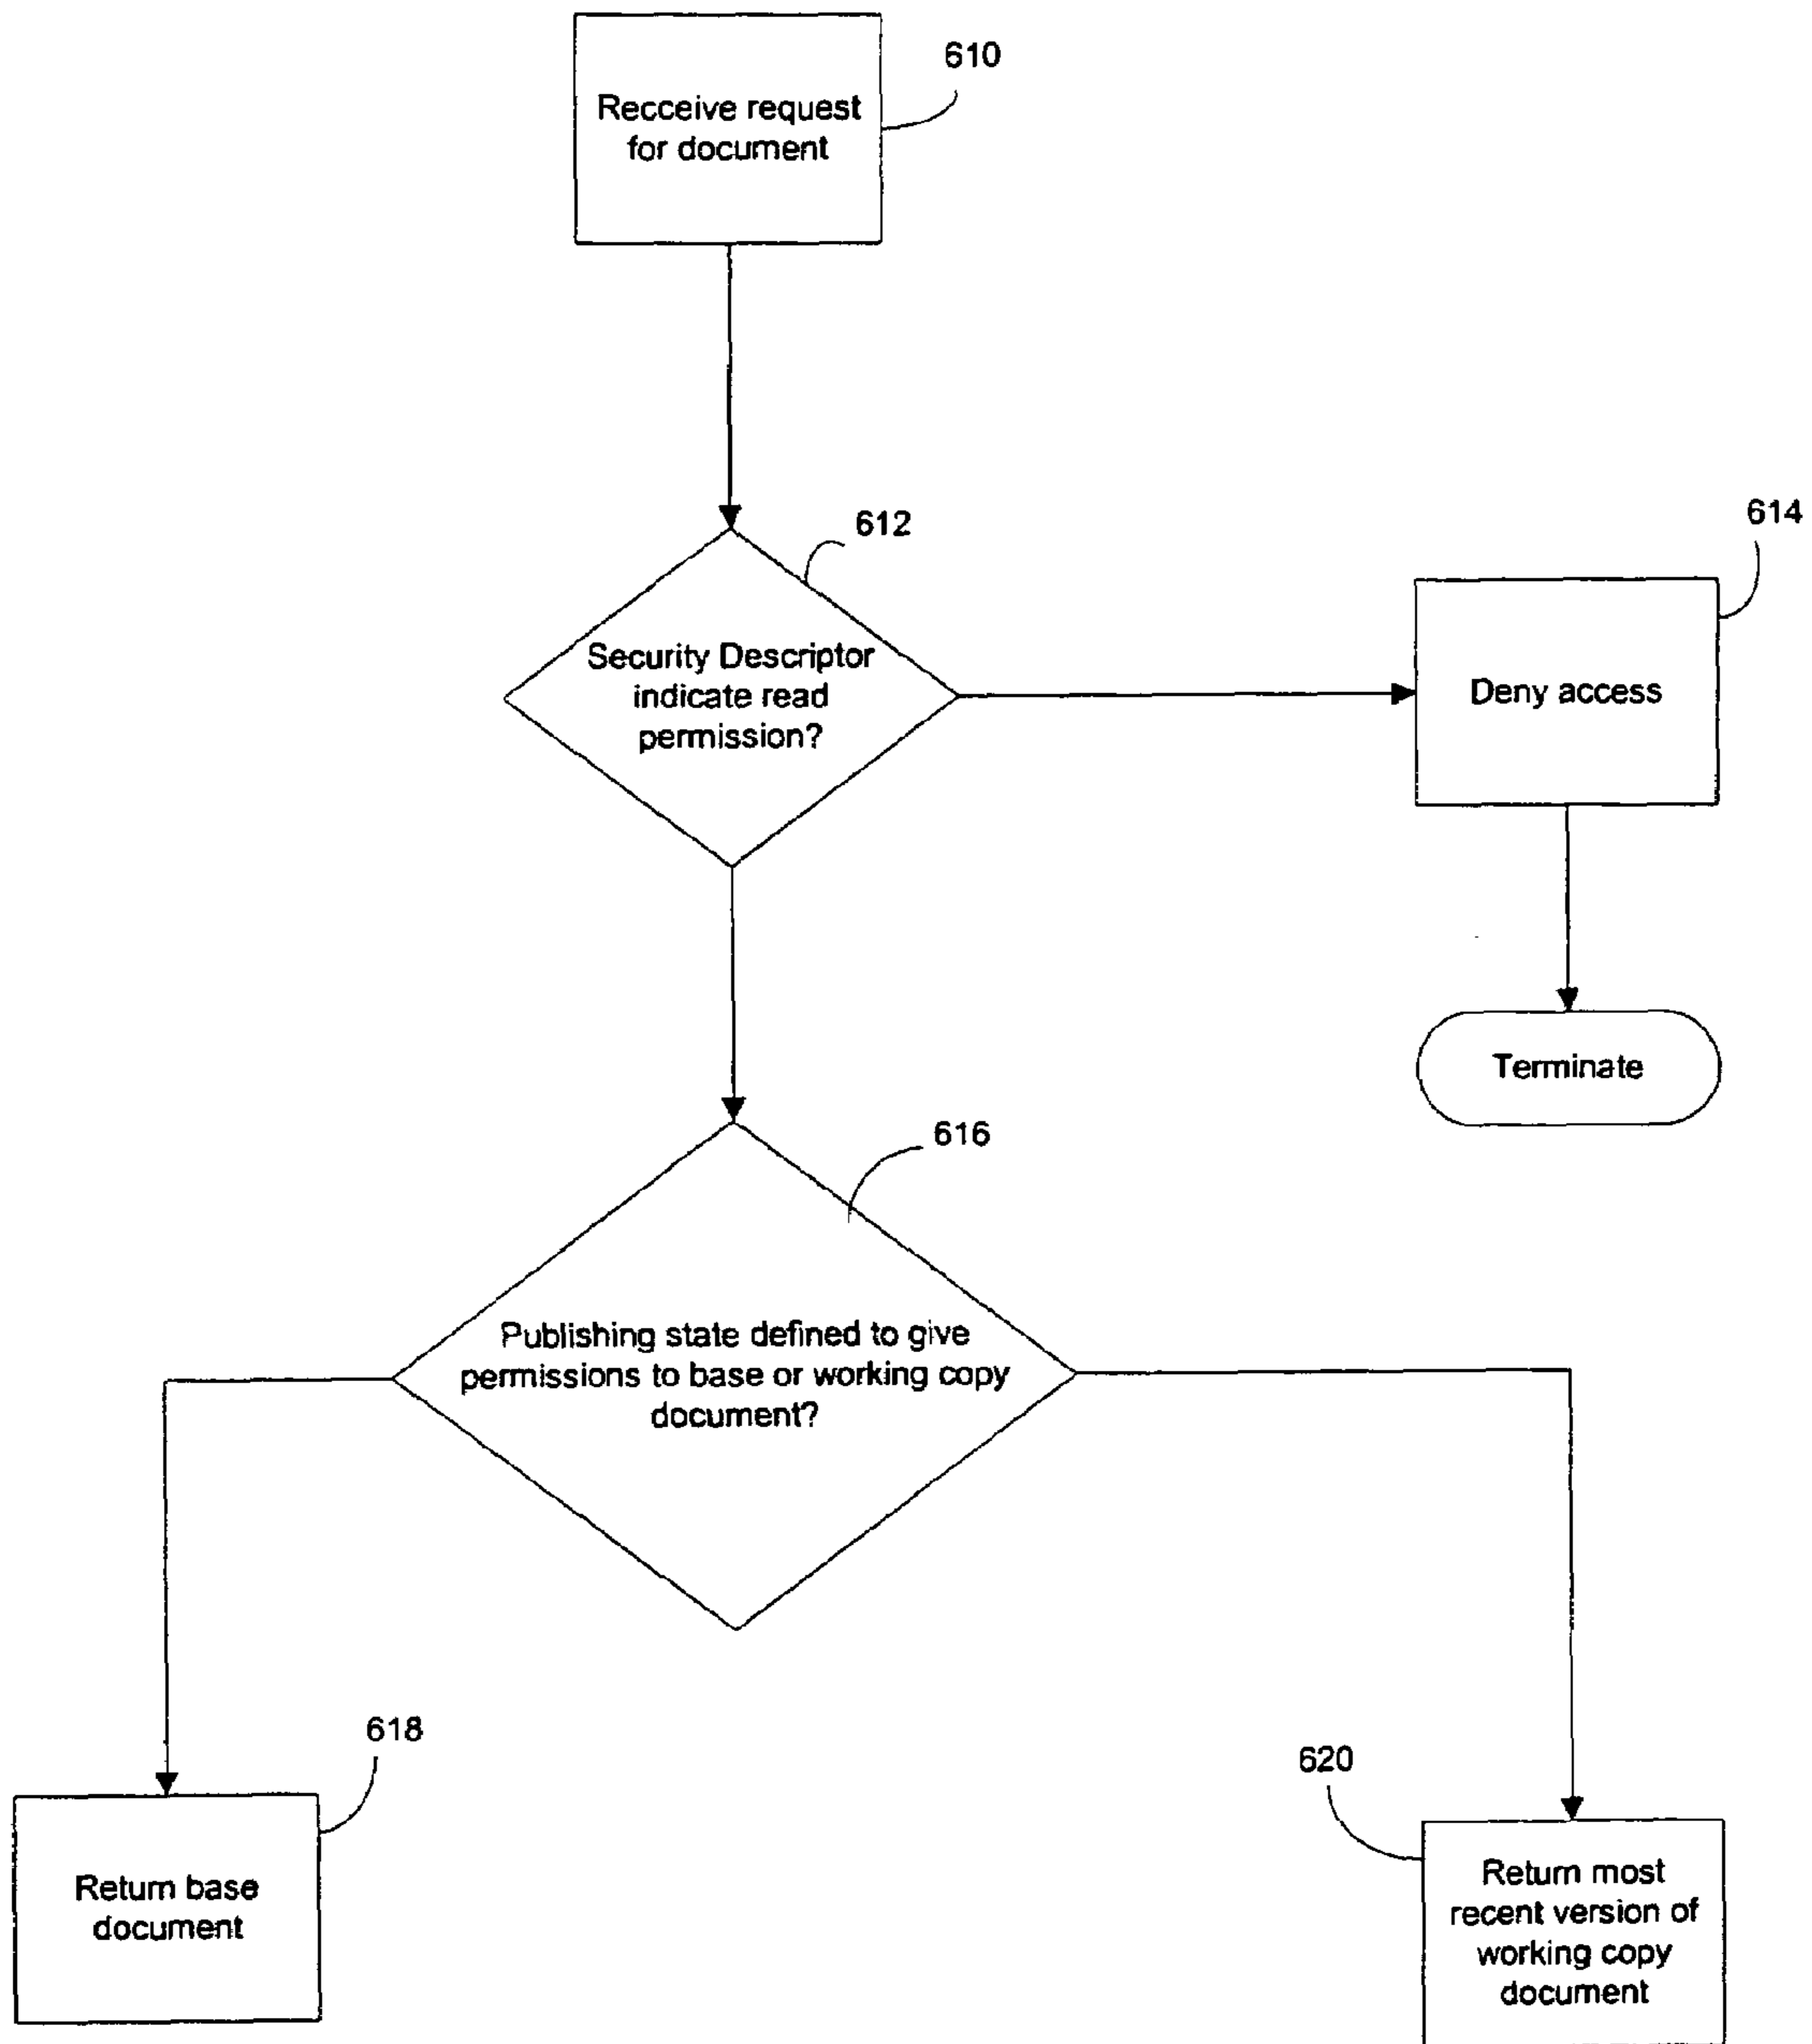 610
Recceive request
for document
612
614
Security Descriptor
indicate read
permission?
Deny access
Terminate
616
Publishing state defined to give
permissions to base or working copy
document?
618
620
Return base
document
Return most
recent version of
working copy
document